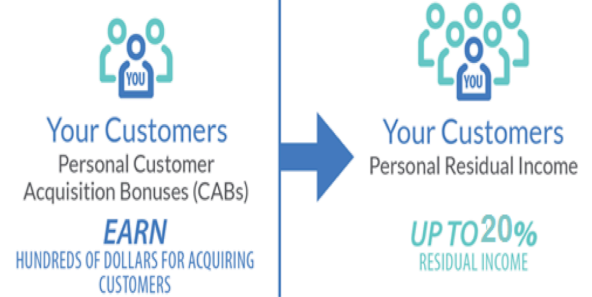 YOU
Your Customers
Personal Customer
Acquisition Bonuses (CABs)
EARN
HUNDREDS OF DOLLARS FOR ACQUIRING
CUSTOMERS
YOU
Your Customers
Personal Residual Income
UP TO 20%
RESIDUAL INCOME